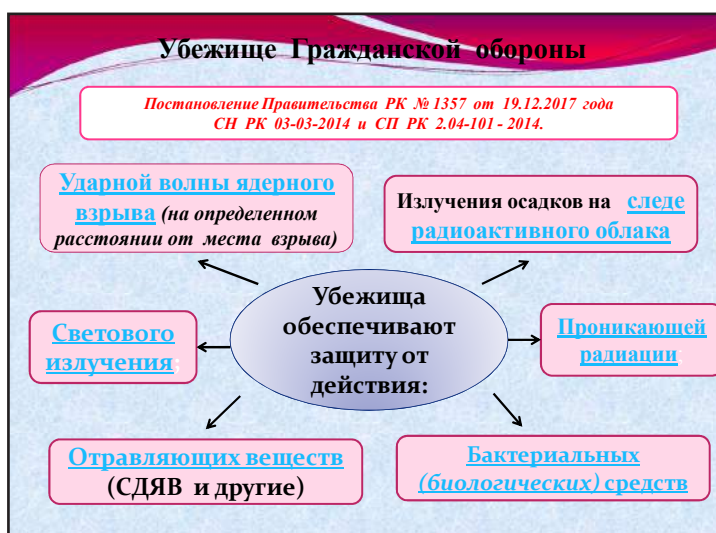 Убежище Гражданской обороны
Постановление Правительства РК № 1357 от 19.12.2017 года
СН РК 03-03-2014 и СП РК 2.04-101 - 2014.
Ударной волны ядерного
взрыва (на определенном
расстоянии от места взрыва)
Излучения осадков на следе
радиоактивного облака
Убежища
обеспечивают
защиту от
действия:
Светового
излучения;
Проникающей
радиации;
Отравляющих веществ
(СДЯВ и другие)
Бактериальных
(биологических) средств